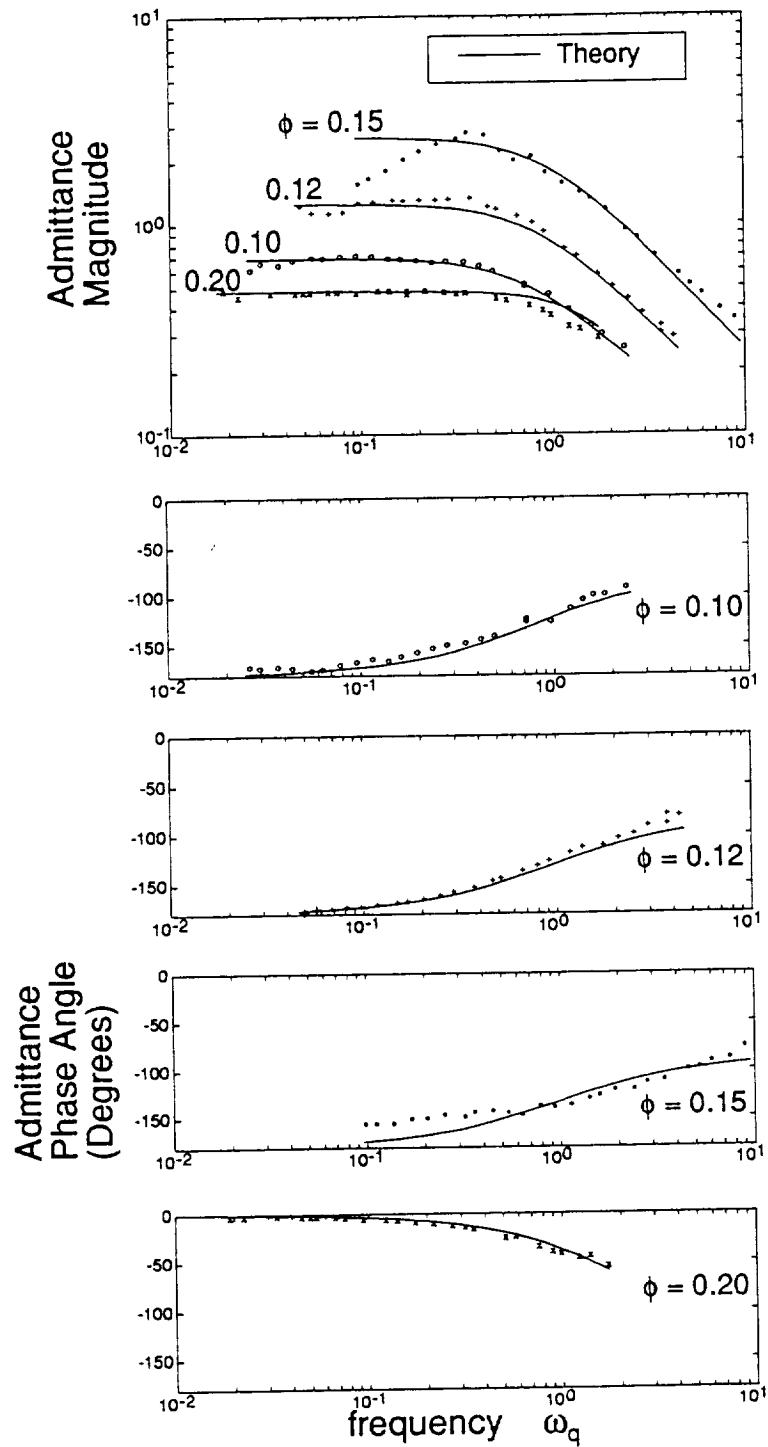 10^1
Theory
ϕ = 0.15
0.12
0.10
0.20
Admittance
Magnitude
10^0
10^-1
10^-2 10^-1 10^0 10^1
0
-50
-100
-150
ϕ = 0.10
10^-2 10^-1 10^0 10^1
0
-50
-100
-150
ϕ = 0.12
10^-2 10^-1 10^0 10^1
0
-50
-100
-150
ϕ = 0.15
10^-2 10^-1 10^0 10^1
Admittance
Phase Angle
(Degrees)
0
-50
-100
-150
ϕ = 0.20
10^-2 10^-1 10^0 10^1
frequency ω_q